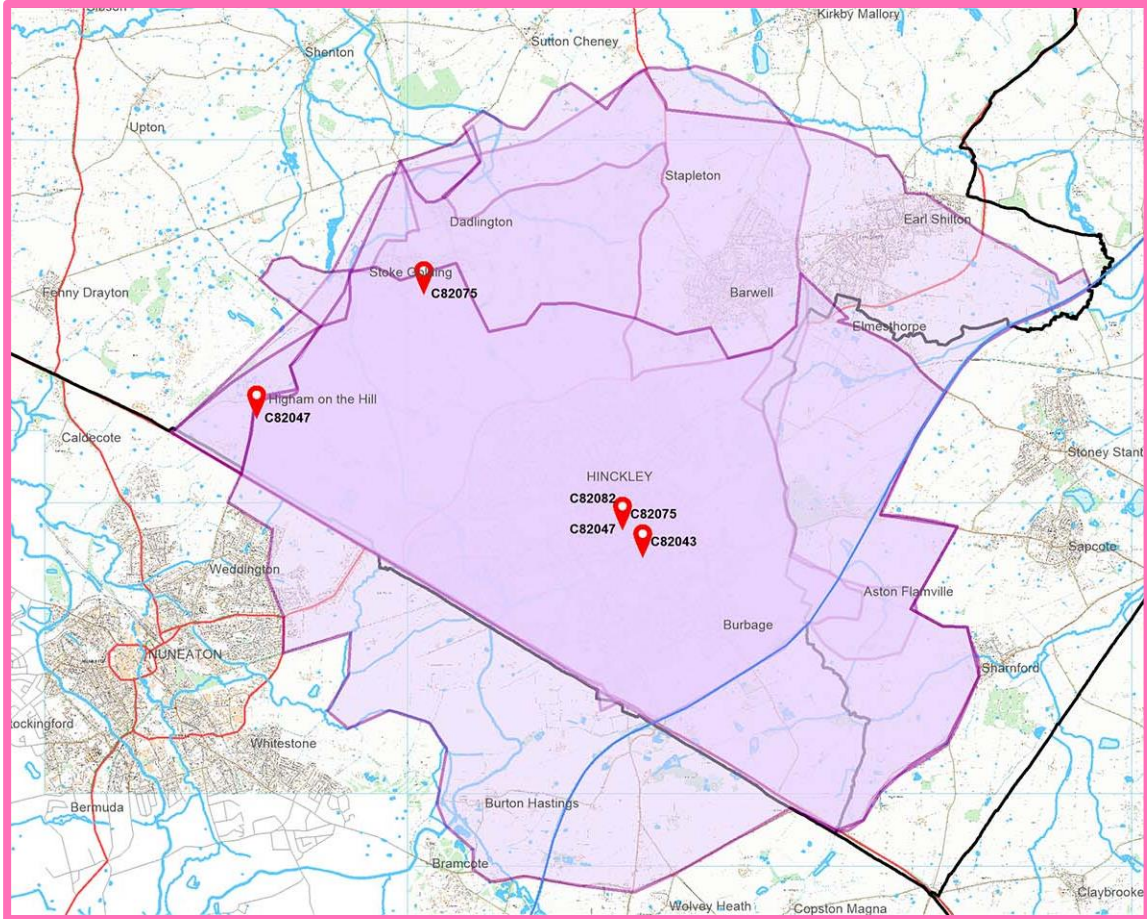 Kirkby Mallory
Sutton Cheney
Shenton
Upton
Stapleton
Dadlington
Earl Shilton
Stoke Golding
C82075
Barwell
Fenny Drayton
Elmesthorpe
Higham on the Hill
C82047
Caldecote
Stoney Stant
HINCKLEY
C82082
C82075
C82047
C82043
Sapcote
Weddington
Aston Flamville
Burbage
NUNEATON
Sharnford
ockingford
Whitestone
Burton Hastings
Bermuda
Bramcote
Claybrooke
Wolvey Heath
Copston Magna